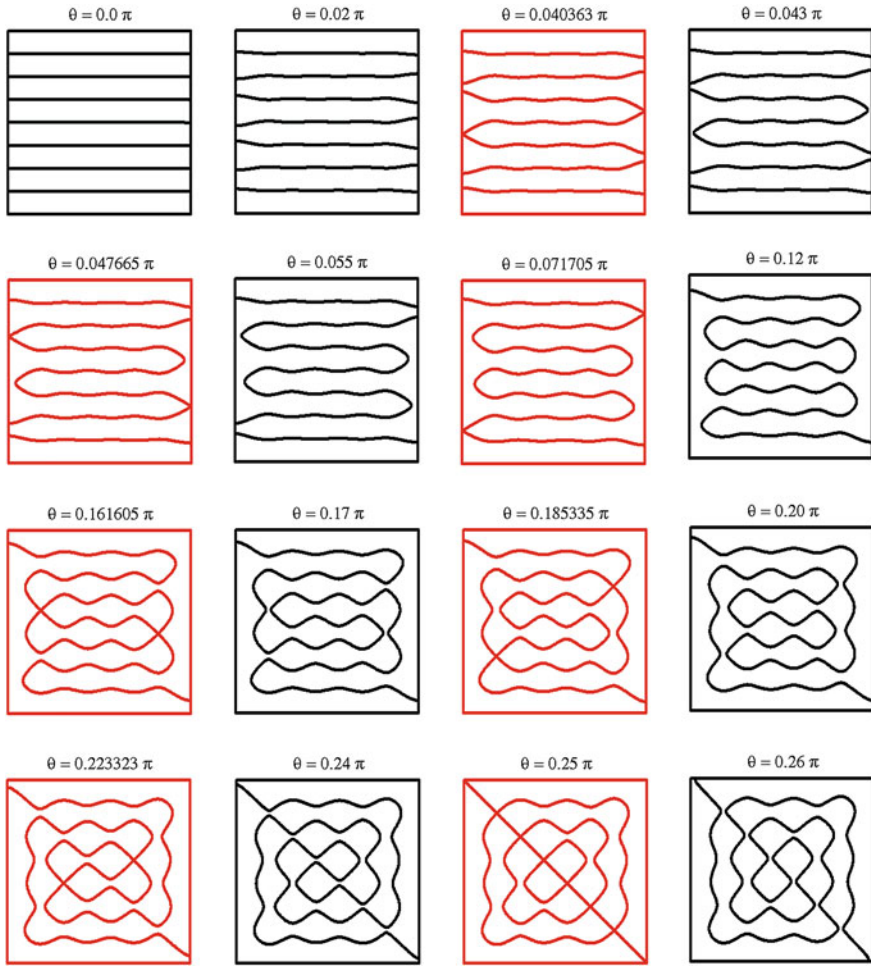 θ = 0.0 π
θ = 0.02 π
θ = 0.040363 π
θ = 0.043 π
θ = 0.047665 π
θ = 0.055 π
θ = 0.071705 π
θ = 0.12 π
θ = 0.161605 π
θ = 0.17 π
θ = 0.185335 π
θ = 0.20 π
θ = 0.223323 π
θ = 0.24 π
θ = 0.25 π
θ = 0.26 π